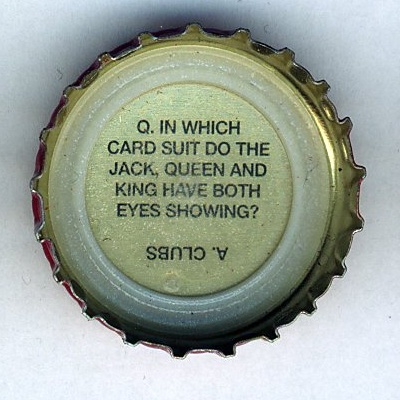 Q. IN WHICH
CARD SUIT DO THE
JACK, QUEEN AND
KING HAVE BOTH
EYES SHOWING?
A. CLUBS